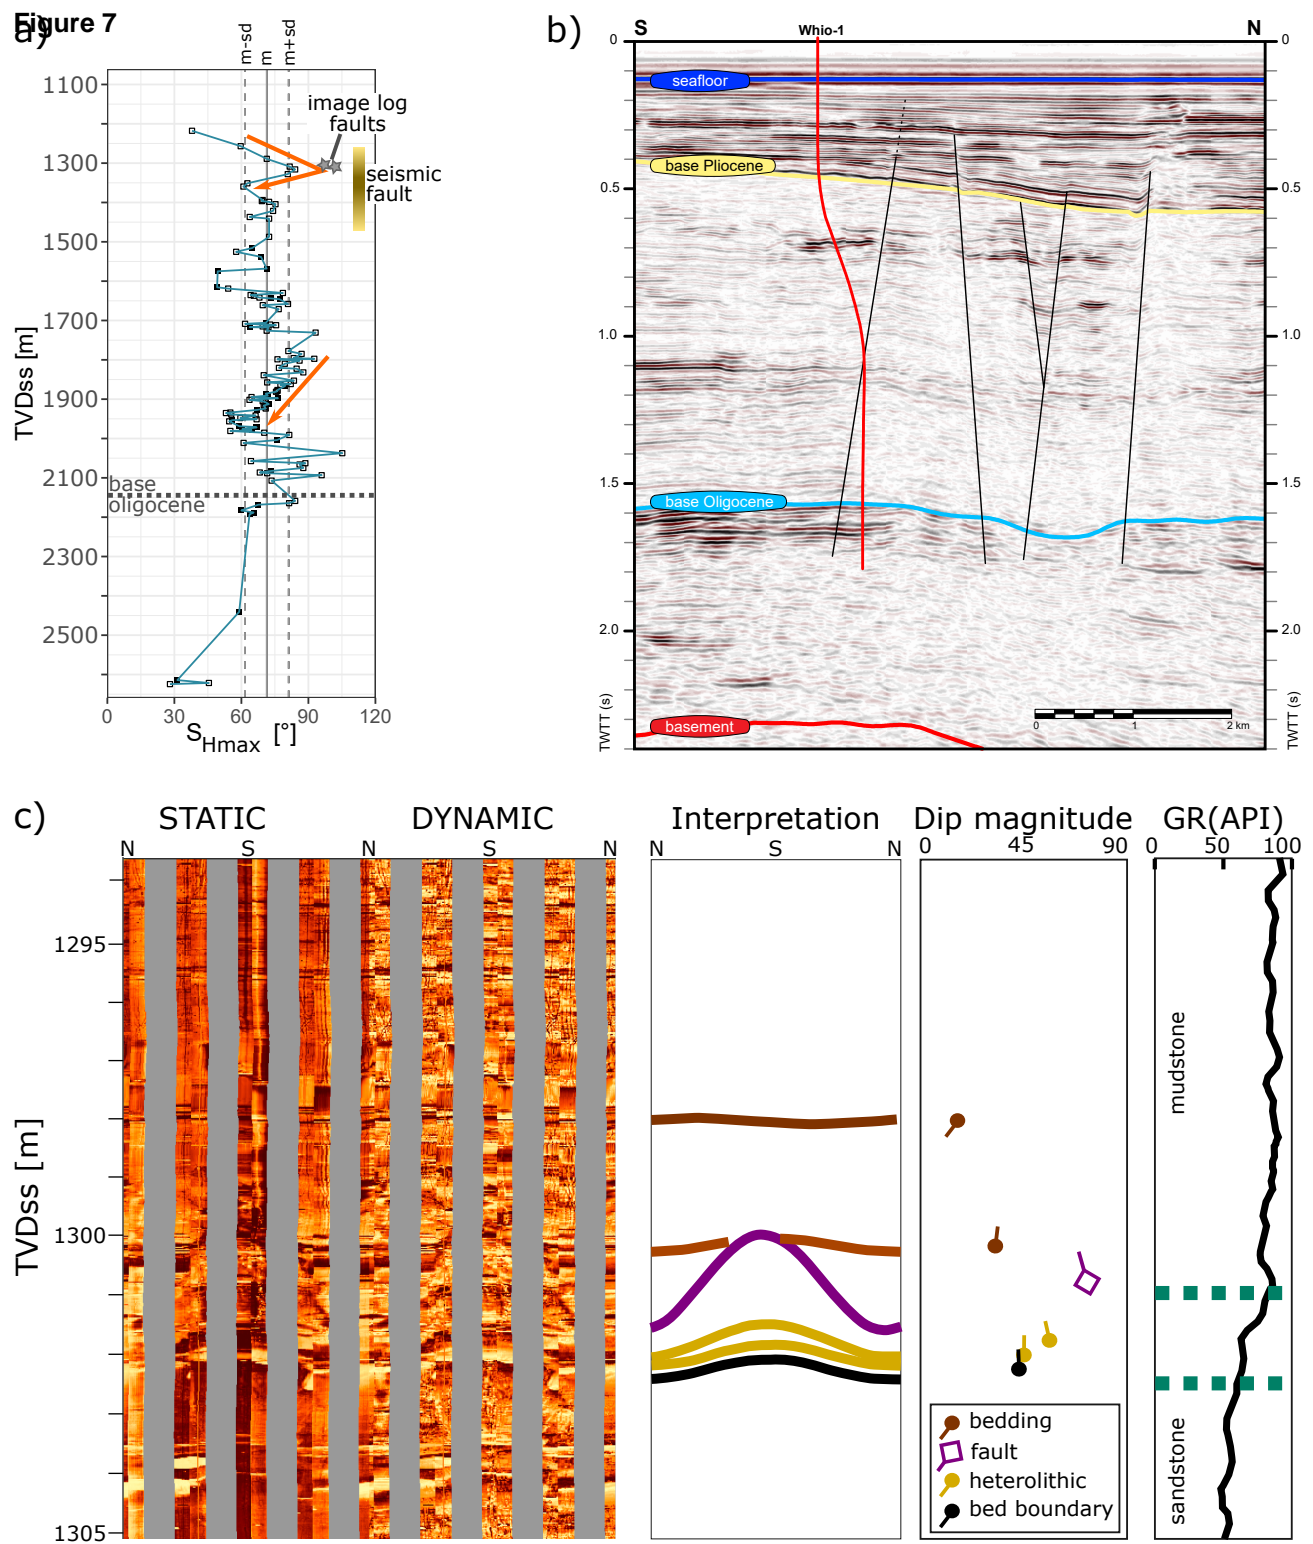 Figure 7
a)
m-sd
m
m+sd
1100
1300
1500
1700
1900
2100
2300
2500
TVDss [m]
image log
faults
seismic
fault
base
oligocene
0
30
60
90
120
SHmax [°]
b)
S
Whio-1
N
0
0.5
1.0
1.5
2.0
TWTT (s)
seafloor
base Pliocene
base Oligocene
basement
0
1
2 km
0
0.5
1.0
1.5
2.0
TWTT (s)
c)
STATIC
DYNAMIC
Interpretation
Dip magnitude
GR(API)
N
S
N
S
N
N
S
N
0
45
90
0
50
100
1295
1300
1305
TVDss [m]
mudstone
sandstone
bedding
fault
heterolithic
bed boundary